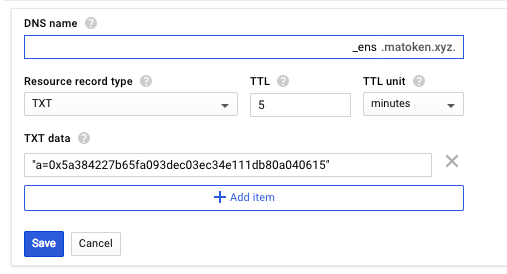 DNS name ?
_ens .matoken.xyz.
Resource record type ? TTL ? TTL unit ?
TXT 5 minutes
TXT data ?
"a=0x5a384227b65fa093dec03ec34e111db80a040615"
+ Add item
Save Cancel